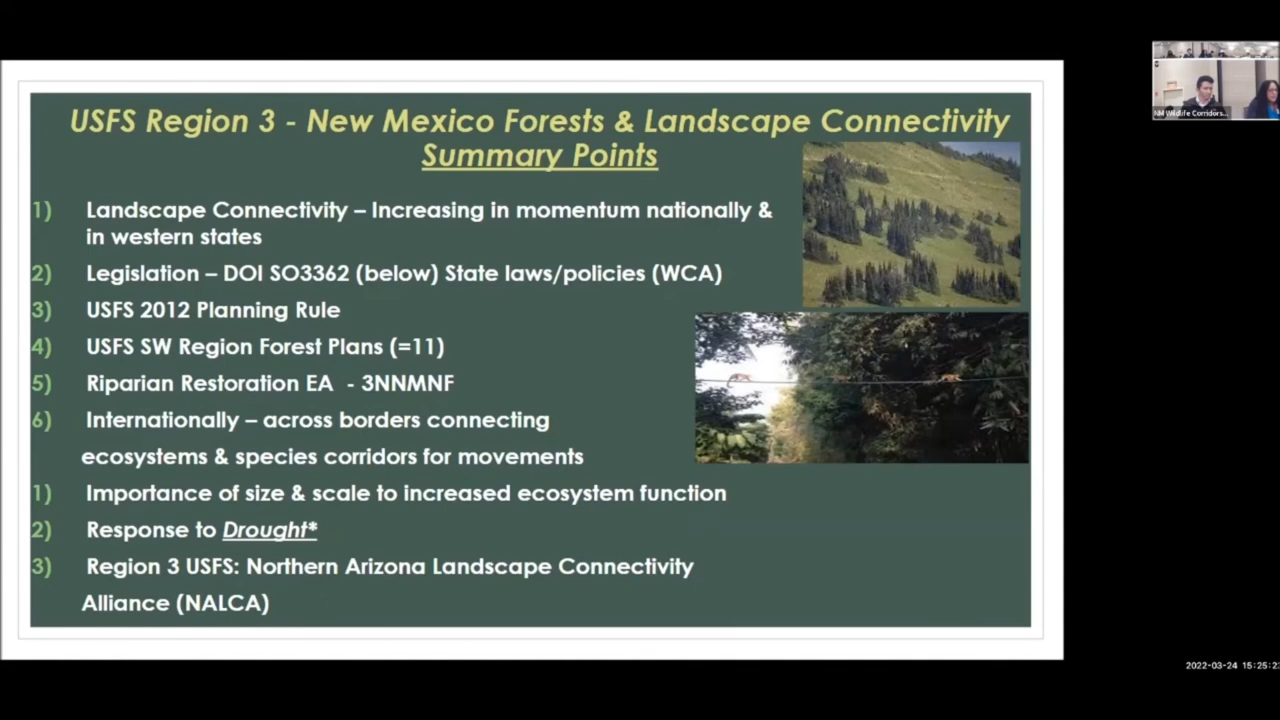 USFS Region 3 - New Mexico Forests & Landscape Connectivity
Summary Points
1) Landscape Connectivity – Increasing in momentum nationally &
in western states
2) Legislation – DOI SO3362 (below) State laws/policies (WCA)
3) USFS 2012 Planning Rule
4) USFS SW Region Forest Plans (=11)
5) Riparian Restoration EA - 3NNMNF
6) Internationally – across borders connecting
ecosystems & species corridors for movements
1) Importance of size & scale to increased ecosystem function
2) Response to Drought*
3) Region 3 USFS: Northern Arizona Landscape Connectivity
Alliance (NALCA)
NM Wildlife Corridors...
2022-03-24 15:25:2